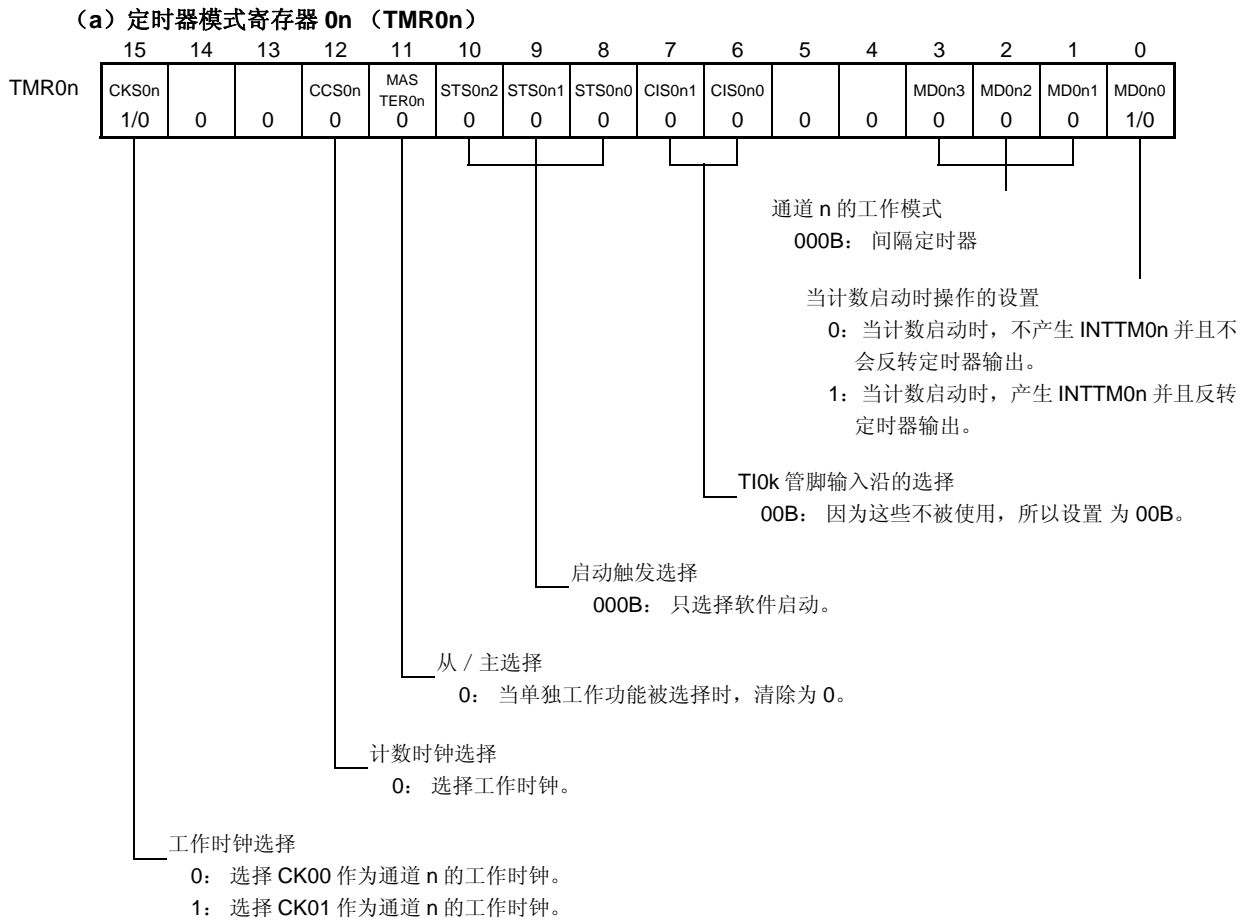 （a）定时器模式寄存器 0n （TMR0n）
15 14 13 12 11 10 9 8 7 6 5 4 3 2 1 0
TMR0n CKS0n CCS0n MAS TER0n STS0n2 STS0n1 STS0n0 CIS0n1 CIS0n0 MD0n3 MD0n2 MD0n1 MD0n0
1/0 0 0 0 0 0 0 0 0 0 0 0 0 0 0 1/0
通道 n 的工作模式
000B： 间隔定时器
当计数启动时操作的设置
0：当计数启动时，不产生 INTTM0n 并且不
会反转定时器输出。
1：当计数启动时，产生 INTTM0n 并且反转
定时器输出。
TI0k 管脚输入沿的选择
00B： 因为这些不被使用，所以设置 为 00B。
启动触发选择
000B： 只选择软件启动。
从 / 主选择
0： 当单独工作功能被选择时，清除为 0。
计数时钟选择
0： 选择工作时钟。
工作时钟选择
0： 选择 CK00 作为通道 n 的工作时钟。
1： 选择 CK01 作为通道 n 的工作时钟。